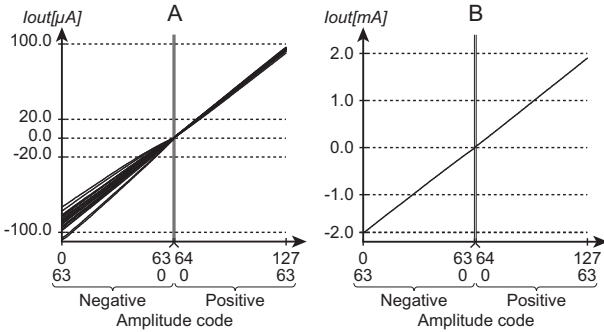 A
Iout[µA]
100.0
20.0
0.0
-20.0
-100.0
0 63 64 127
63 0 0 63
Negative Positive
Amplitude code
B
Iout[mA]
2.0
1.0
0.0
-1.0
-2.0
0 63 64 127
63 0 0 63
Negative Positive
Amplitude code